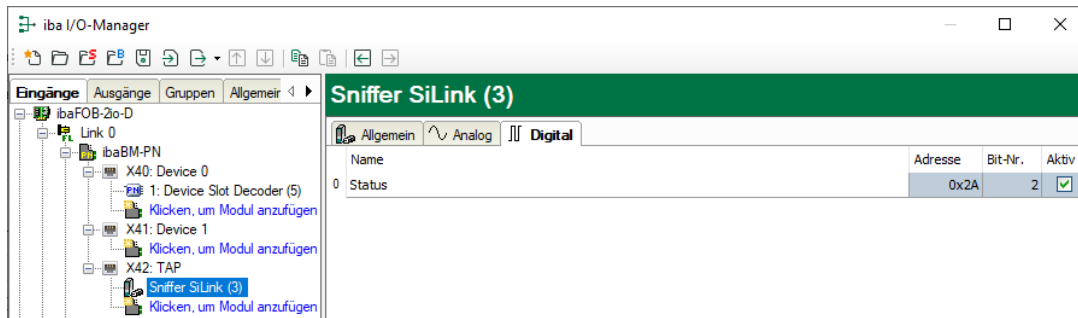 iba I/O-Manager
Eingänge Ausgänge Gruppen Allgemeir
ibaFOB-2io-D
Link 0
ibaBM-PN
X40: Device 0
1: Device Slot Decoder (5)
Klicken, um Modul anzufügen
X41: Device 1
Klicken, um Modul anzufügen
X42: TAP
Sniffer SiLink (3)
Klicken, um Modul anzufügen
Sniffer SiLink (3)
Allgemein Analog Digital
Name Adresse Bit-Nr. Aktiv
0 Status 0x2A 2